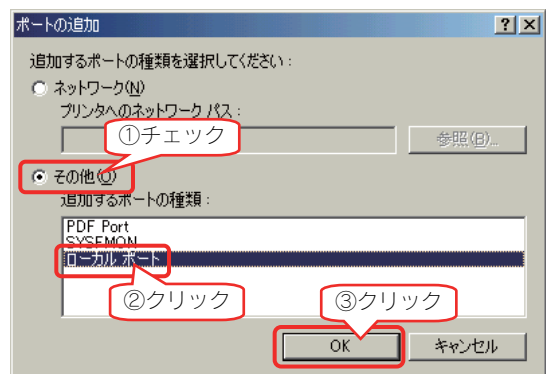 ポートの追加
追加するポートの種類を選択してください：
ネットワーク(N)
プリンタへのネットワーク パス：
①チェック
参照(B)...
その他(O)
追加するポートの種類：
PDF Port
SYSEMON
ローカル ポート
②クリック
③クリック
OK
キャンセル